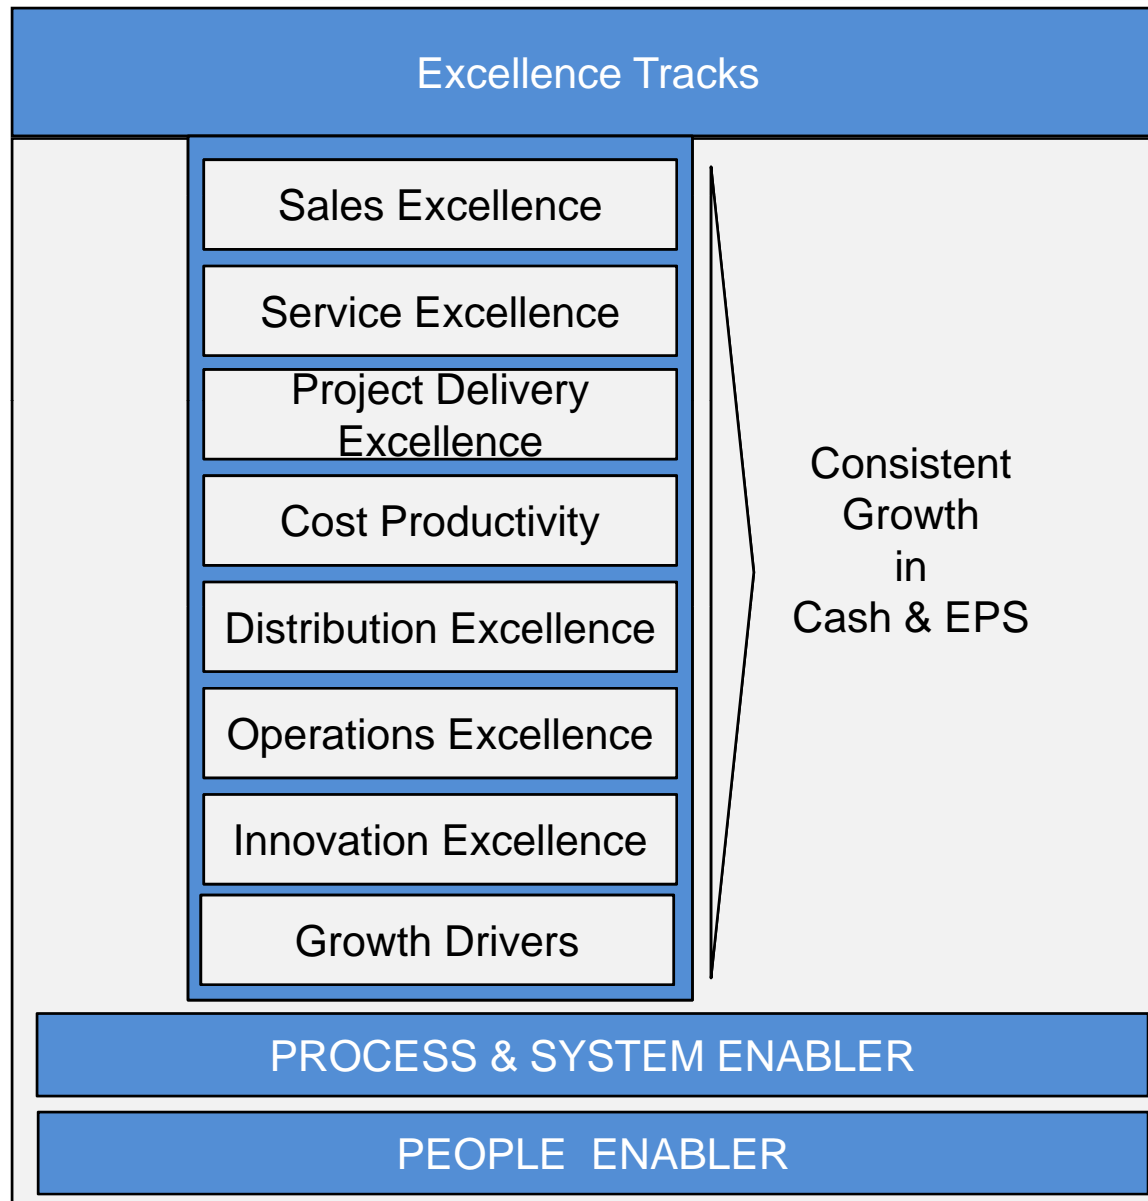 Excellence Tracks
Sales Excellence
Service Excellence
Project Delivery
Excellence
Cost Productivity
Distribution Excellence
Operations Excellence
Innovation Excellence
Growth Drivers
Consistent
Growth
in
Cash & EPS
PROCESS & SYSTEM ENABLER
PEOPLE  ENABLER